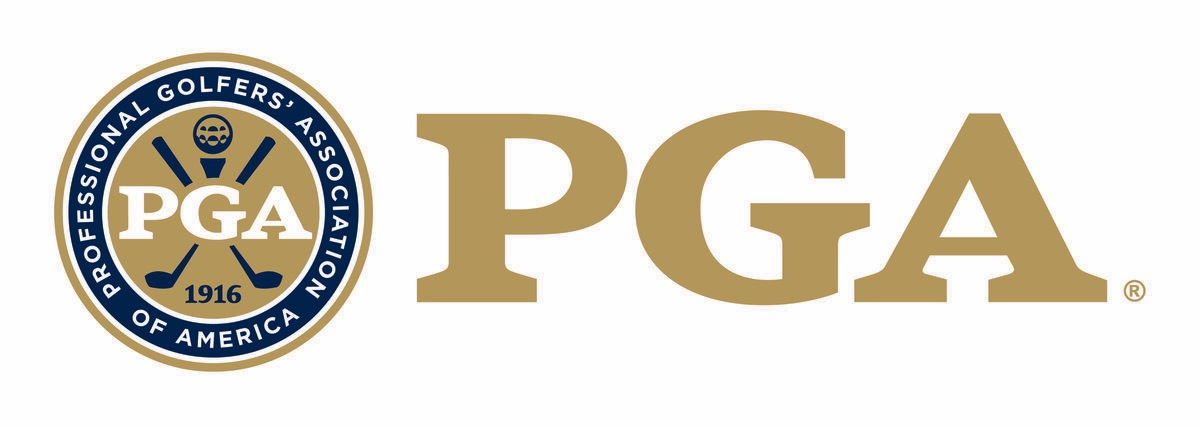 PROFESSIONAL GOLFERS' ASSOCIATION
PGA
1916
OF AMERICA
PGA®